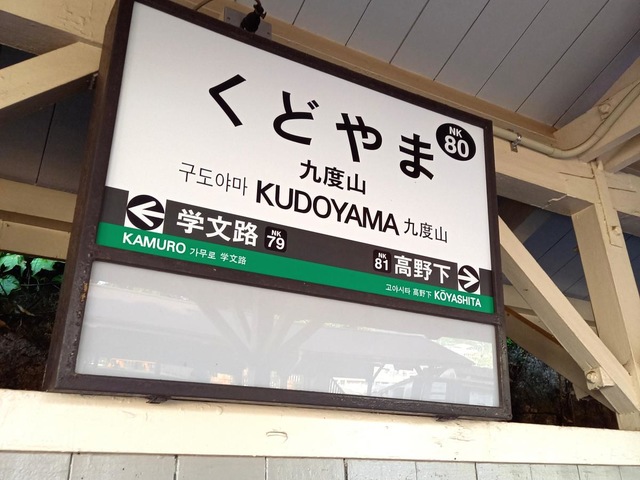 くどやま
NK
80
九度山
구도야마 KUDOYAMA 九度山
学文路 NK 79
NK 81 高野下
KAMURO 가무로 学文路
고야시타 高野下 KŌYASHITA